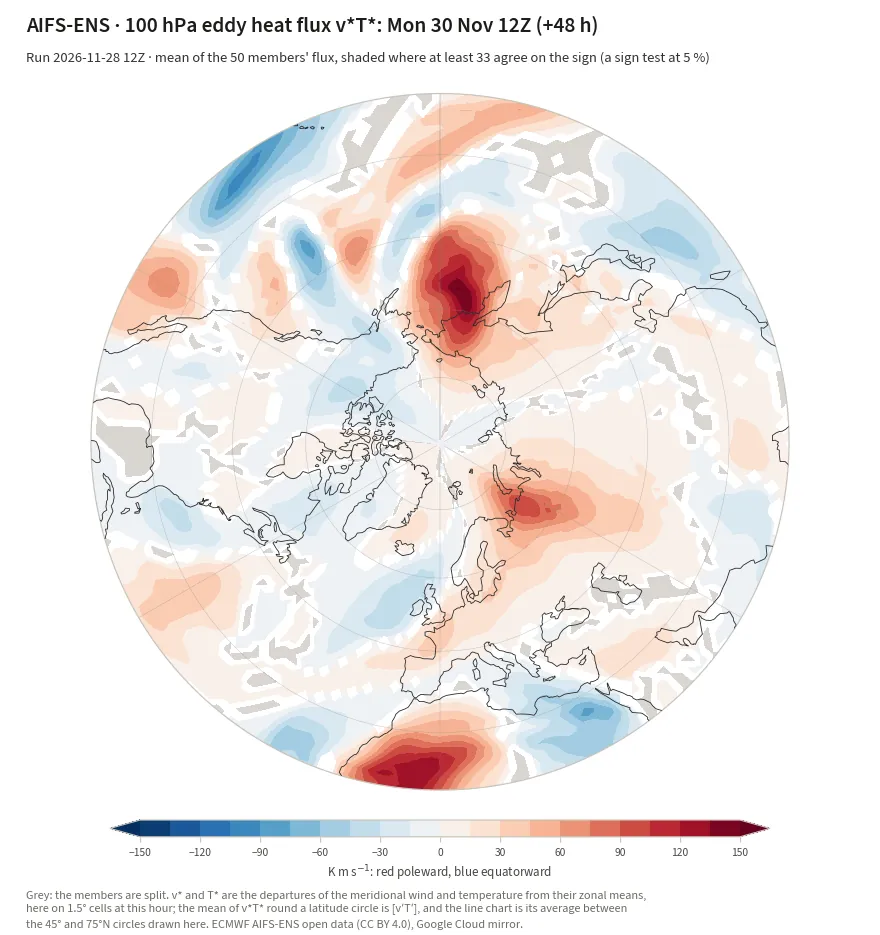 AIFS-ENS · 100 hPa eddy heat flux v*T*: Mon 30 Nov 12Z (+48 h)
Run 2026-11-28 12Z · mean of the 50 members' flux, shaded where at least 33 agree on the sign (a sign test at 5 %)
−150 −120 −90 −60 −30 0 30 60 90 120 150
K m s⁻¹: red poleward, blue equatorward
Grey: the members are split. v* and T* are the departures of the meridional wind and temperature from their zonal means,
here on 1.5° cells at this hour; the mean of v*T* round a latitude circle is [v'T'], and the line chart is its average between
the 45° and 75°N circles drawn here. ECMWF AIFS-ENS open data (CC BY 4.0), Google Cloud mirror.